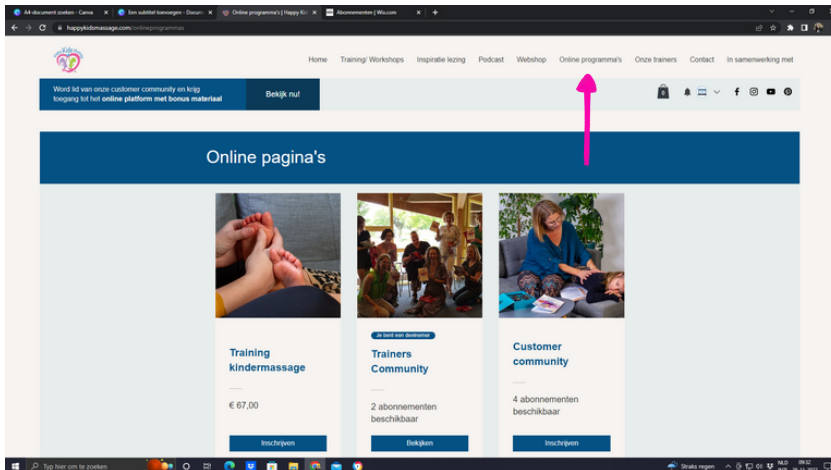 A4-document zoeken - Canva
Een subtitel toevoegen - Docum
Online programma's | Happy Kid
Abonnementen | Wix.com
happykidsmassage.com/onlineprogrammas
Home Training/ Workshops Inspiratie lezing Podcast Webshop Online programma's Onze trainers Contact In samenwerking met
Word lid van onze customer community en krijg
toegang tot het online platform met bonus materiaal
Bekijk nu!
Online pagina's
Training
kindermassage
€ 67,00
Inschrijven
Je bent een deelnemer
Trainers
Community
2 abonnementen
beschikbaar
Bekijken
Customer
community
4 abonnementen
beschikbaar
Inschrijven
Typ hier om te zoeken
Straks regen
NLD
09:32